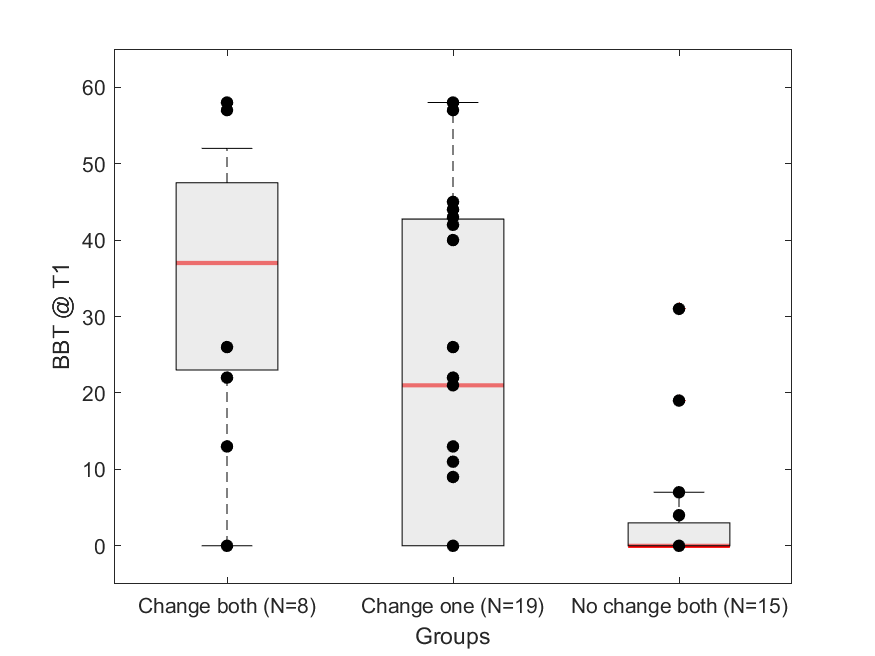 60
50
40
30
20
10
0
BBT @ T1
Change both (N=8)
Change one (N=19)
No change both (N=15)
Groups